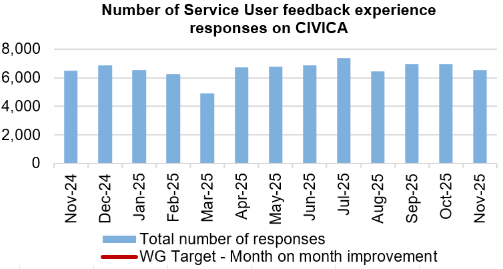 Number of Service User feedback experience
responses on CIVICA
8,000
6,000
4,000
2,000
0
Nov-24
Dec-24
Jan-25
Feb-25
Mar-25
Apr-25
May-25
Jun-25
Jul-25
Aug-25
Sep-25
Oct-25
Nov-25
Total number of responses
WG Target - Month on month improvement